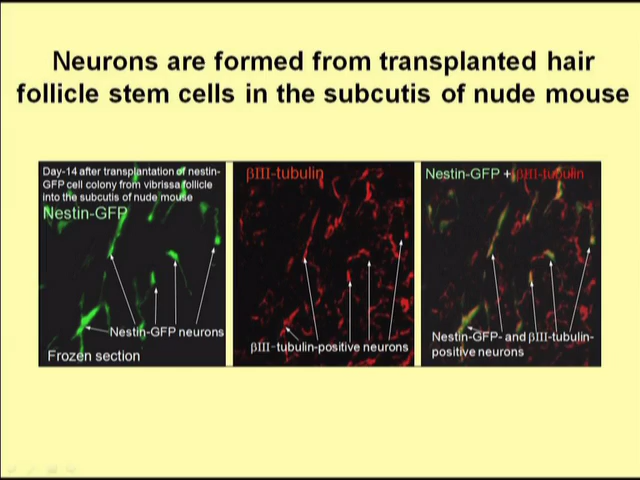 Neurons are formed from transplanted hair
follicle stem cells in the subcutis of nude mouse
Day-14 after transplantation of nestin-
GFP cell colony from vibrissa follicle
into the subcutis of nude mouse
Nestin-GFP
Nestin-GFP neurons
Frozen section
βIII-tubulin
βIII-tubulin-positive neurons
Nestin-GFP + βIII-tubulin
Nestin-GFP- and βIII-tubulin-
positive neurons